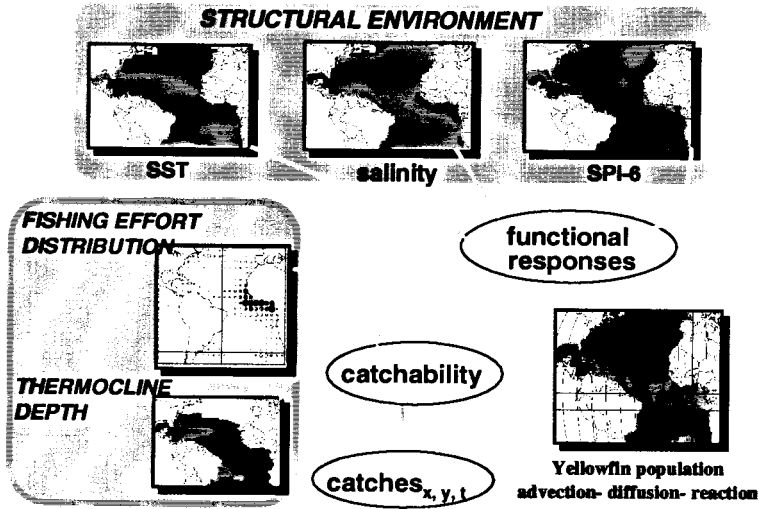 STRUCTURAL ENVIRONMENT
SST
salinity
SPI-6
FISHING EFFORT
DISTRIBUTION
functional
responses
catchability
THERMOCLINE
DEPTH
catches x, y, t
Yellowfin population
advection- diffusion- reaction